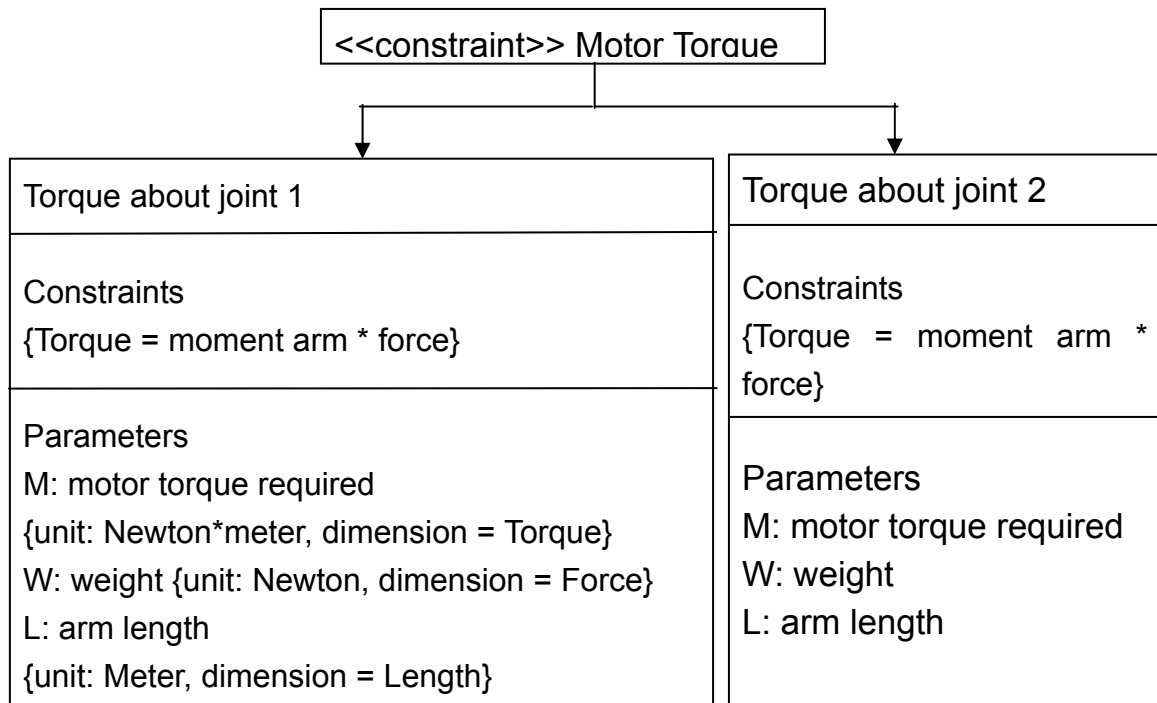 <<constraint>> Motor Torque
Torque about joint 1
Constraints
{Torque = moment arm * force}
Parameters
M: motor torque required
{unit: Newton*meter, dimension = Torque}
W: weight {unit: Newton, dimension = Force}
L: arm length
{unit: Meter, dimension = Length}
Torque about joint 2
Constraints
{Torque = moment arm *
force}
Parameters
M: motor torque required
W: weight
L: arm length